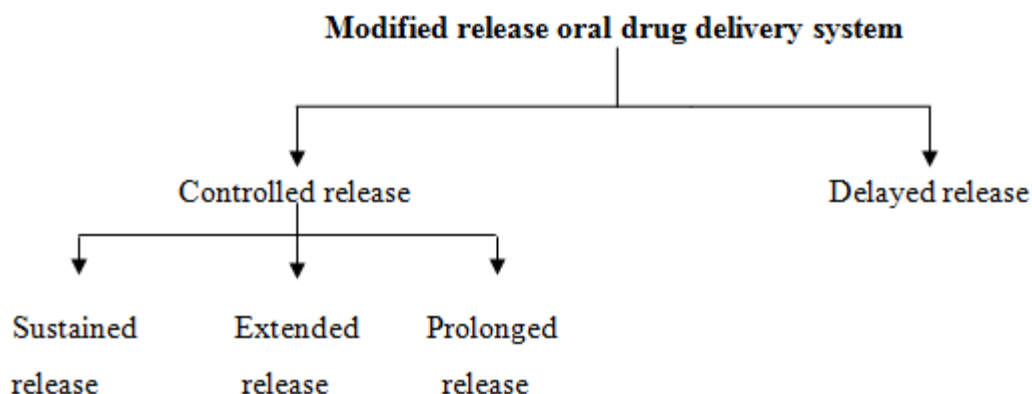 Modified release oral drug delivery system
Controlled release
Delayed release
Sustained
release
Extended
release
Prolonged
release